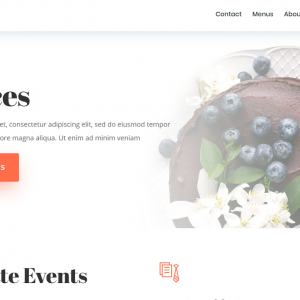 Contact Menus Abou
ces
et, consectetur adipiscing elit, sed do eiusmod tempor
ore magna aliqua. Ut enim ad minim veniam
S
te Events